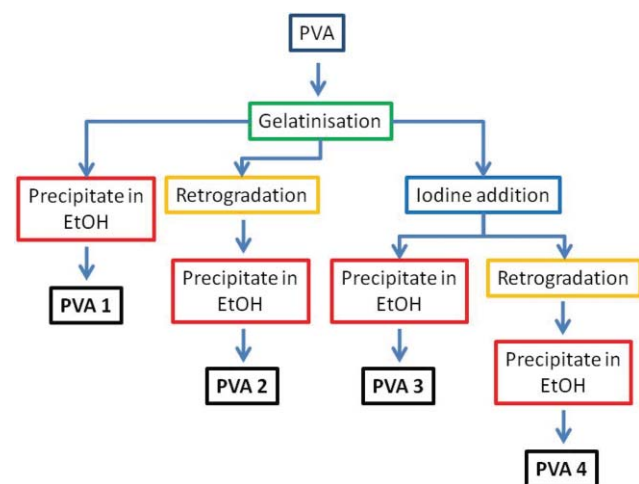 PVA
Gelatinisation
Precipitate in
EtOH
Retrogradation
Iodine addition
PVA 1
Precipitate in
EtOH
Precipitate in
EtOH
Retrogradation
PVA 2
PVA 3
Precipitate in
EtOH
PVA 4